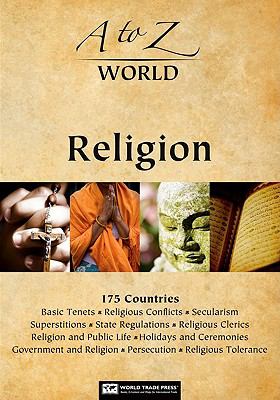 A to Z
WORLD
Religion
175 Countries
Basic Tenets ▪ Religious Conflicts ▪ Secularism
Superstitions ▪ State Regulations ▪ Religious Clerics
Religion and Public Life ▪ Holidays and Ceremonies
Government and Religion ▪ Persecution ▪ Religious Tolerance
WORLD TRADE PRESS®